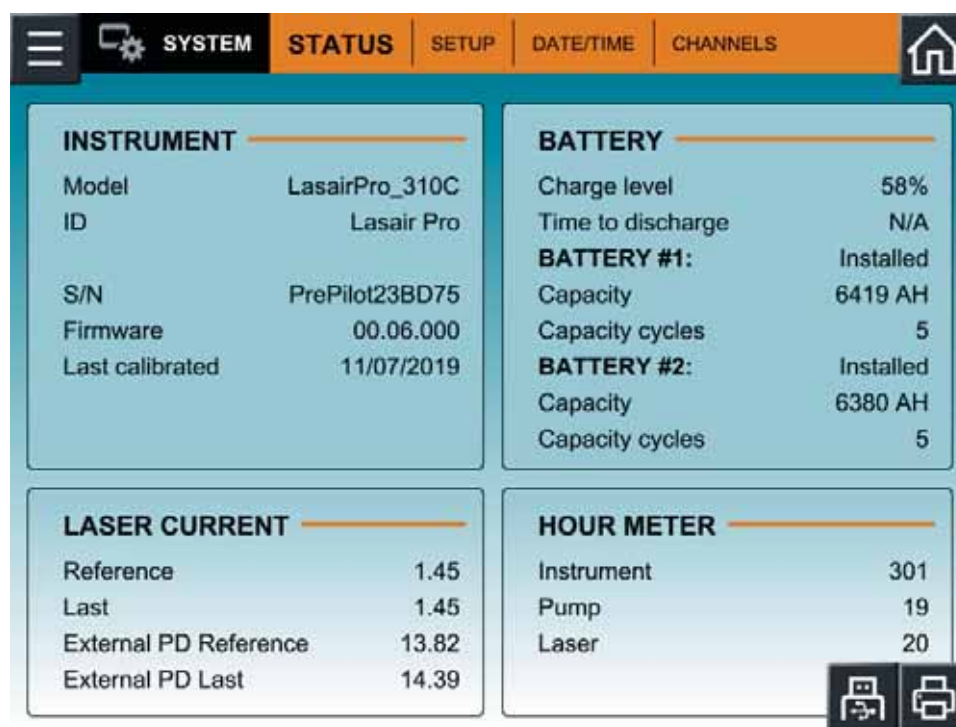 SYSTEM STATUS SETUP DATE/TIME CHANNELS
INSTRUMENT
Model LasairPro_310C
ID Lasair Pro
S/N PrePilot23BD75
Firmware 00.06.000
Last calibrated 11/07/2019
BATTERY
Charge level 58%
Time to discharge N/A
BATTERY #1: Installed
Capacity 6419 AH
Capacity cycles 5
BATTERY #2: Installed
Capacity 6380 AH
Capacity cycles 5
LASER CURRENT
Reference 1.45
Last 1.45
External PD Reference 13.82
External PD Last 14.39
HOUR METER
Instrument 301
Pump 19
Laser 20